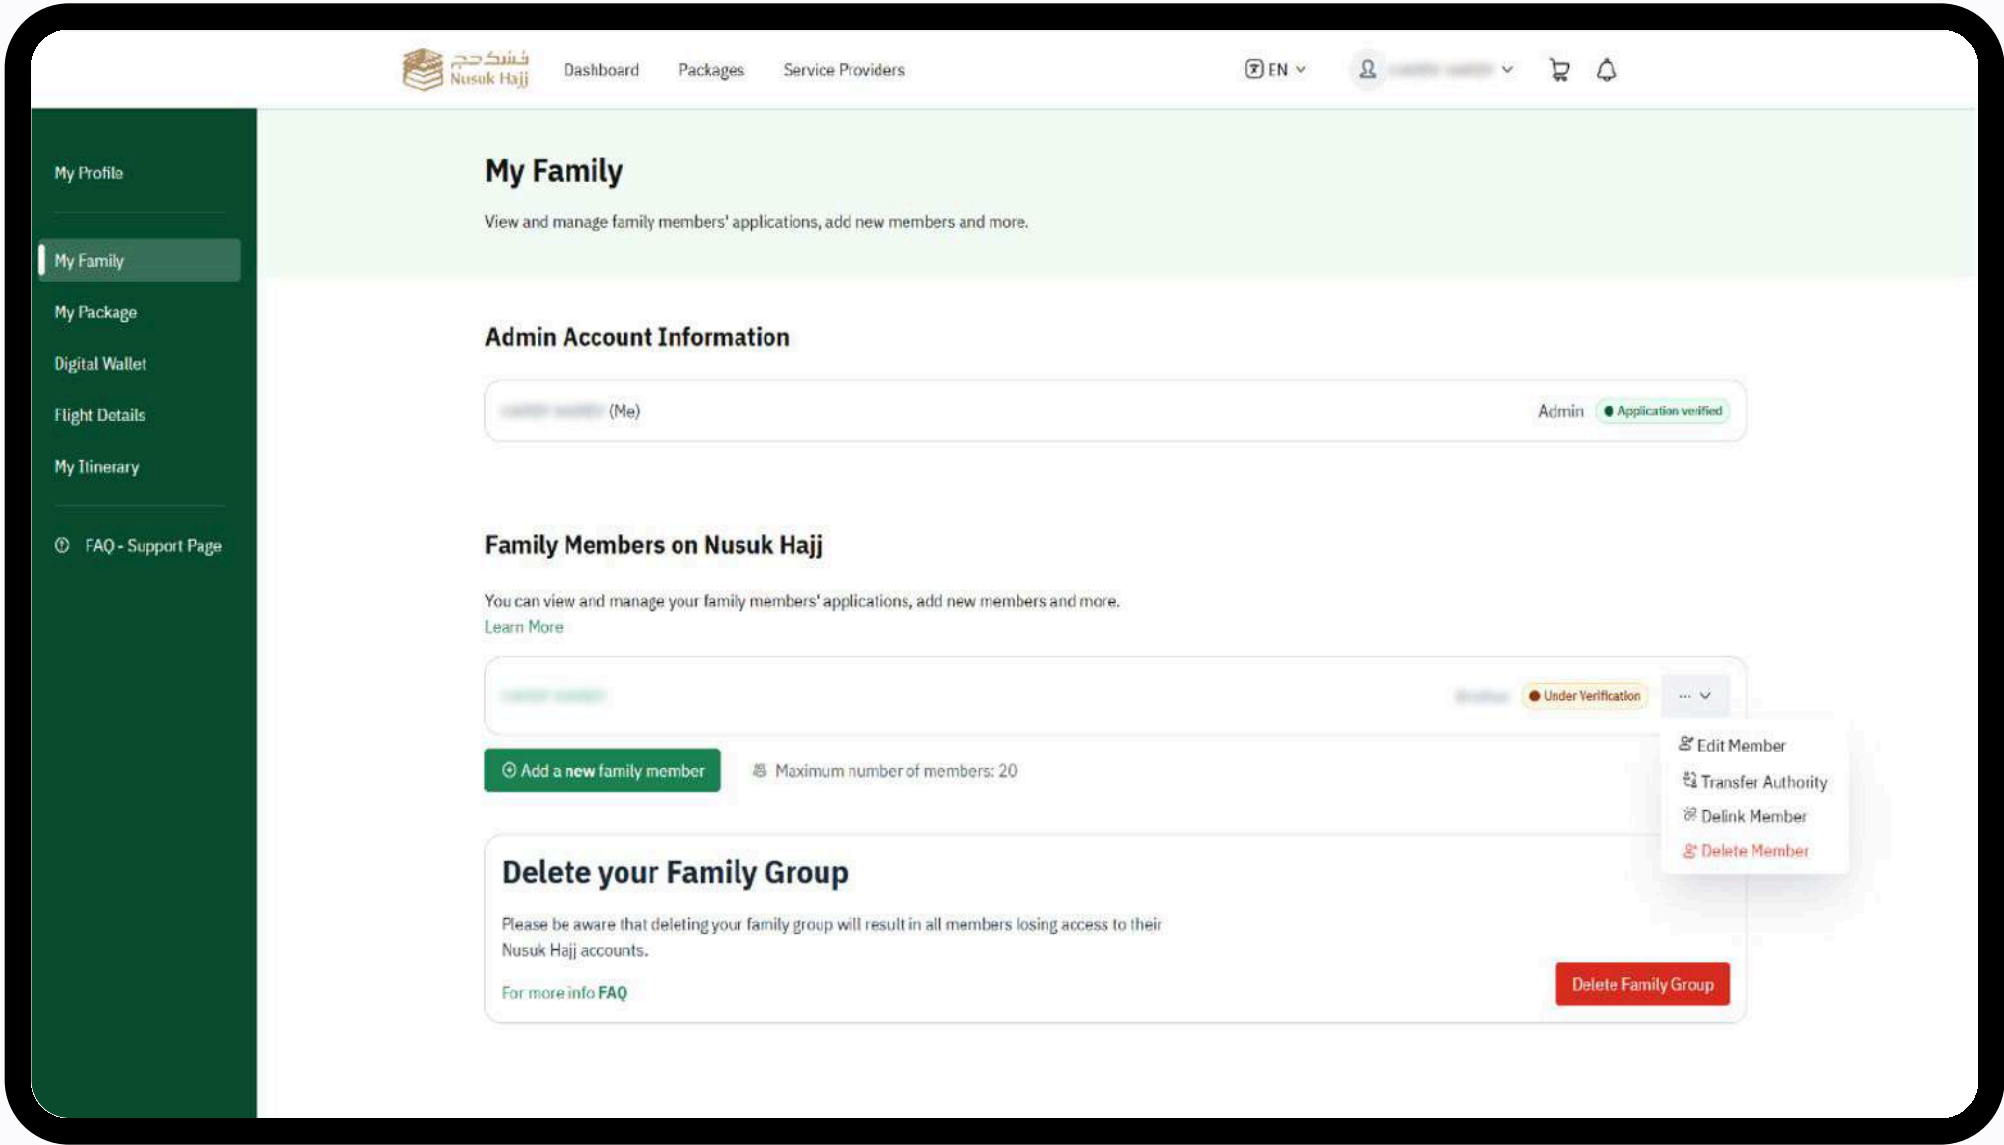 نُسُك حج
Nusuk Hajj
Dashboard
Packages
Service Providers
EN
My Profile
My Family
My Package
Digital Wallet
Flight Details
My Itinerary
FAQ - Support Page
My Family
View and manage family members' applications, add new members and more.
Admin Account Information
(Me)
Admin
Application verified
Family Members on Nusuk Hajj
You can view and manage your family members' applications, add new members and more.
Learn More
Under Verification
...
Edit Member
Transfer Authority
Delink Member
Delete Member
Add a new family member
Maximum number of members: 20
Delete your Family Group
Please be aware that deleting your family group will result in all members losing access to their
Nusuk Hajj accounts.
For more info FAQ
Delete Family Group